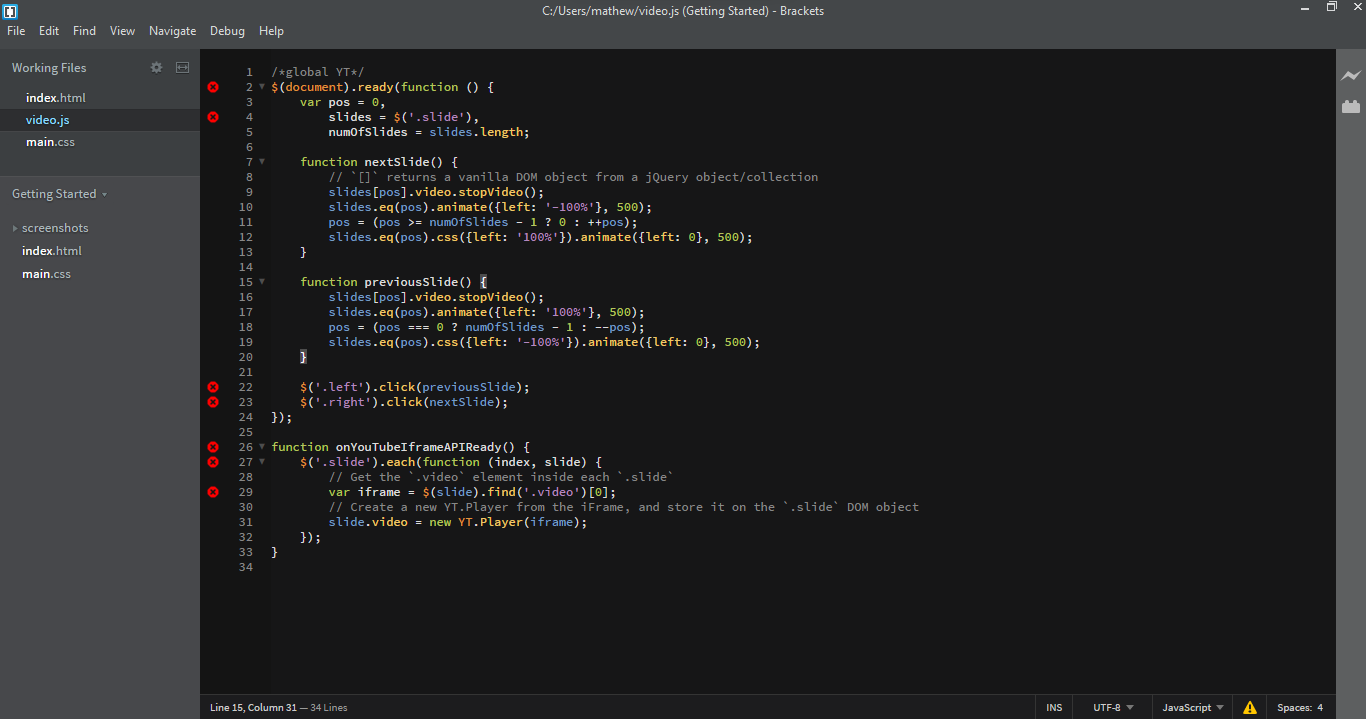 C:/Users/mathew/video.js (Getting Started) - Brackets
File Edit Find View Navigate Debug Help
Working Files
index.html
video.js
main.css
Getting Started
screenshots
index.html
main.css
1 /*global YT*/
2 $(document).ready(function () {
3     var pos = 0,
4         slides = $('.slide'),
5         numOfSlides = slides.length;
6
7     function nextSlide() {
8         // `[]` returns a vanilla DOM object from a jQuery object/collection
9         slides[pos].video.stopVideo();
10         slides.eq(pos).animate({left: '-100%'}, 500);
11         pos = (pos >= numOfSlides - 1 ? 0 : ++pos);
12         slides.eq(pos).css({left: '100%'}).animate({left: 0}, 500);
13     }
14
15     function previousSlide() {
16         slides[pos].video.stopVideo();
17         slides.eq(pos).animate({left: '100%'}, 500);
18         pos = (pos === 0 ? numOfSlides - 1 : --pos);
19         slides.eq(pos).css({left: '-100%'}).animate({left: 0}, 500);
20     }
21
22     $('.left').click(previousSlide);
23     $('.right').click(nextSlide);
24 });
25
26 function onYouTubeIframeAPIReady() {
27     $('.slide').each(function (index, slide) {
28         // Get the `.video` element inside each `.slide`
29         var iframe = $(slide).find('.video')[0];
30         // Create a new YT.Player from the iFrame, and store it on the `.slide` DOM object
31         slide.video = new YT.Player(iframe);
32     });
33 }
34
Line 15, Column 31 — 34 Lines INS UTF-8 JavaScript Spaces: 4